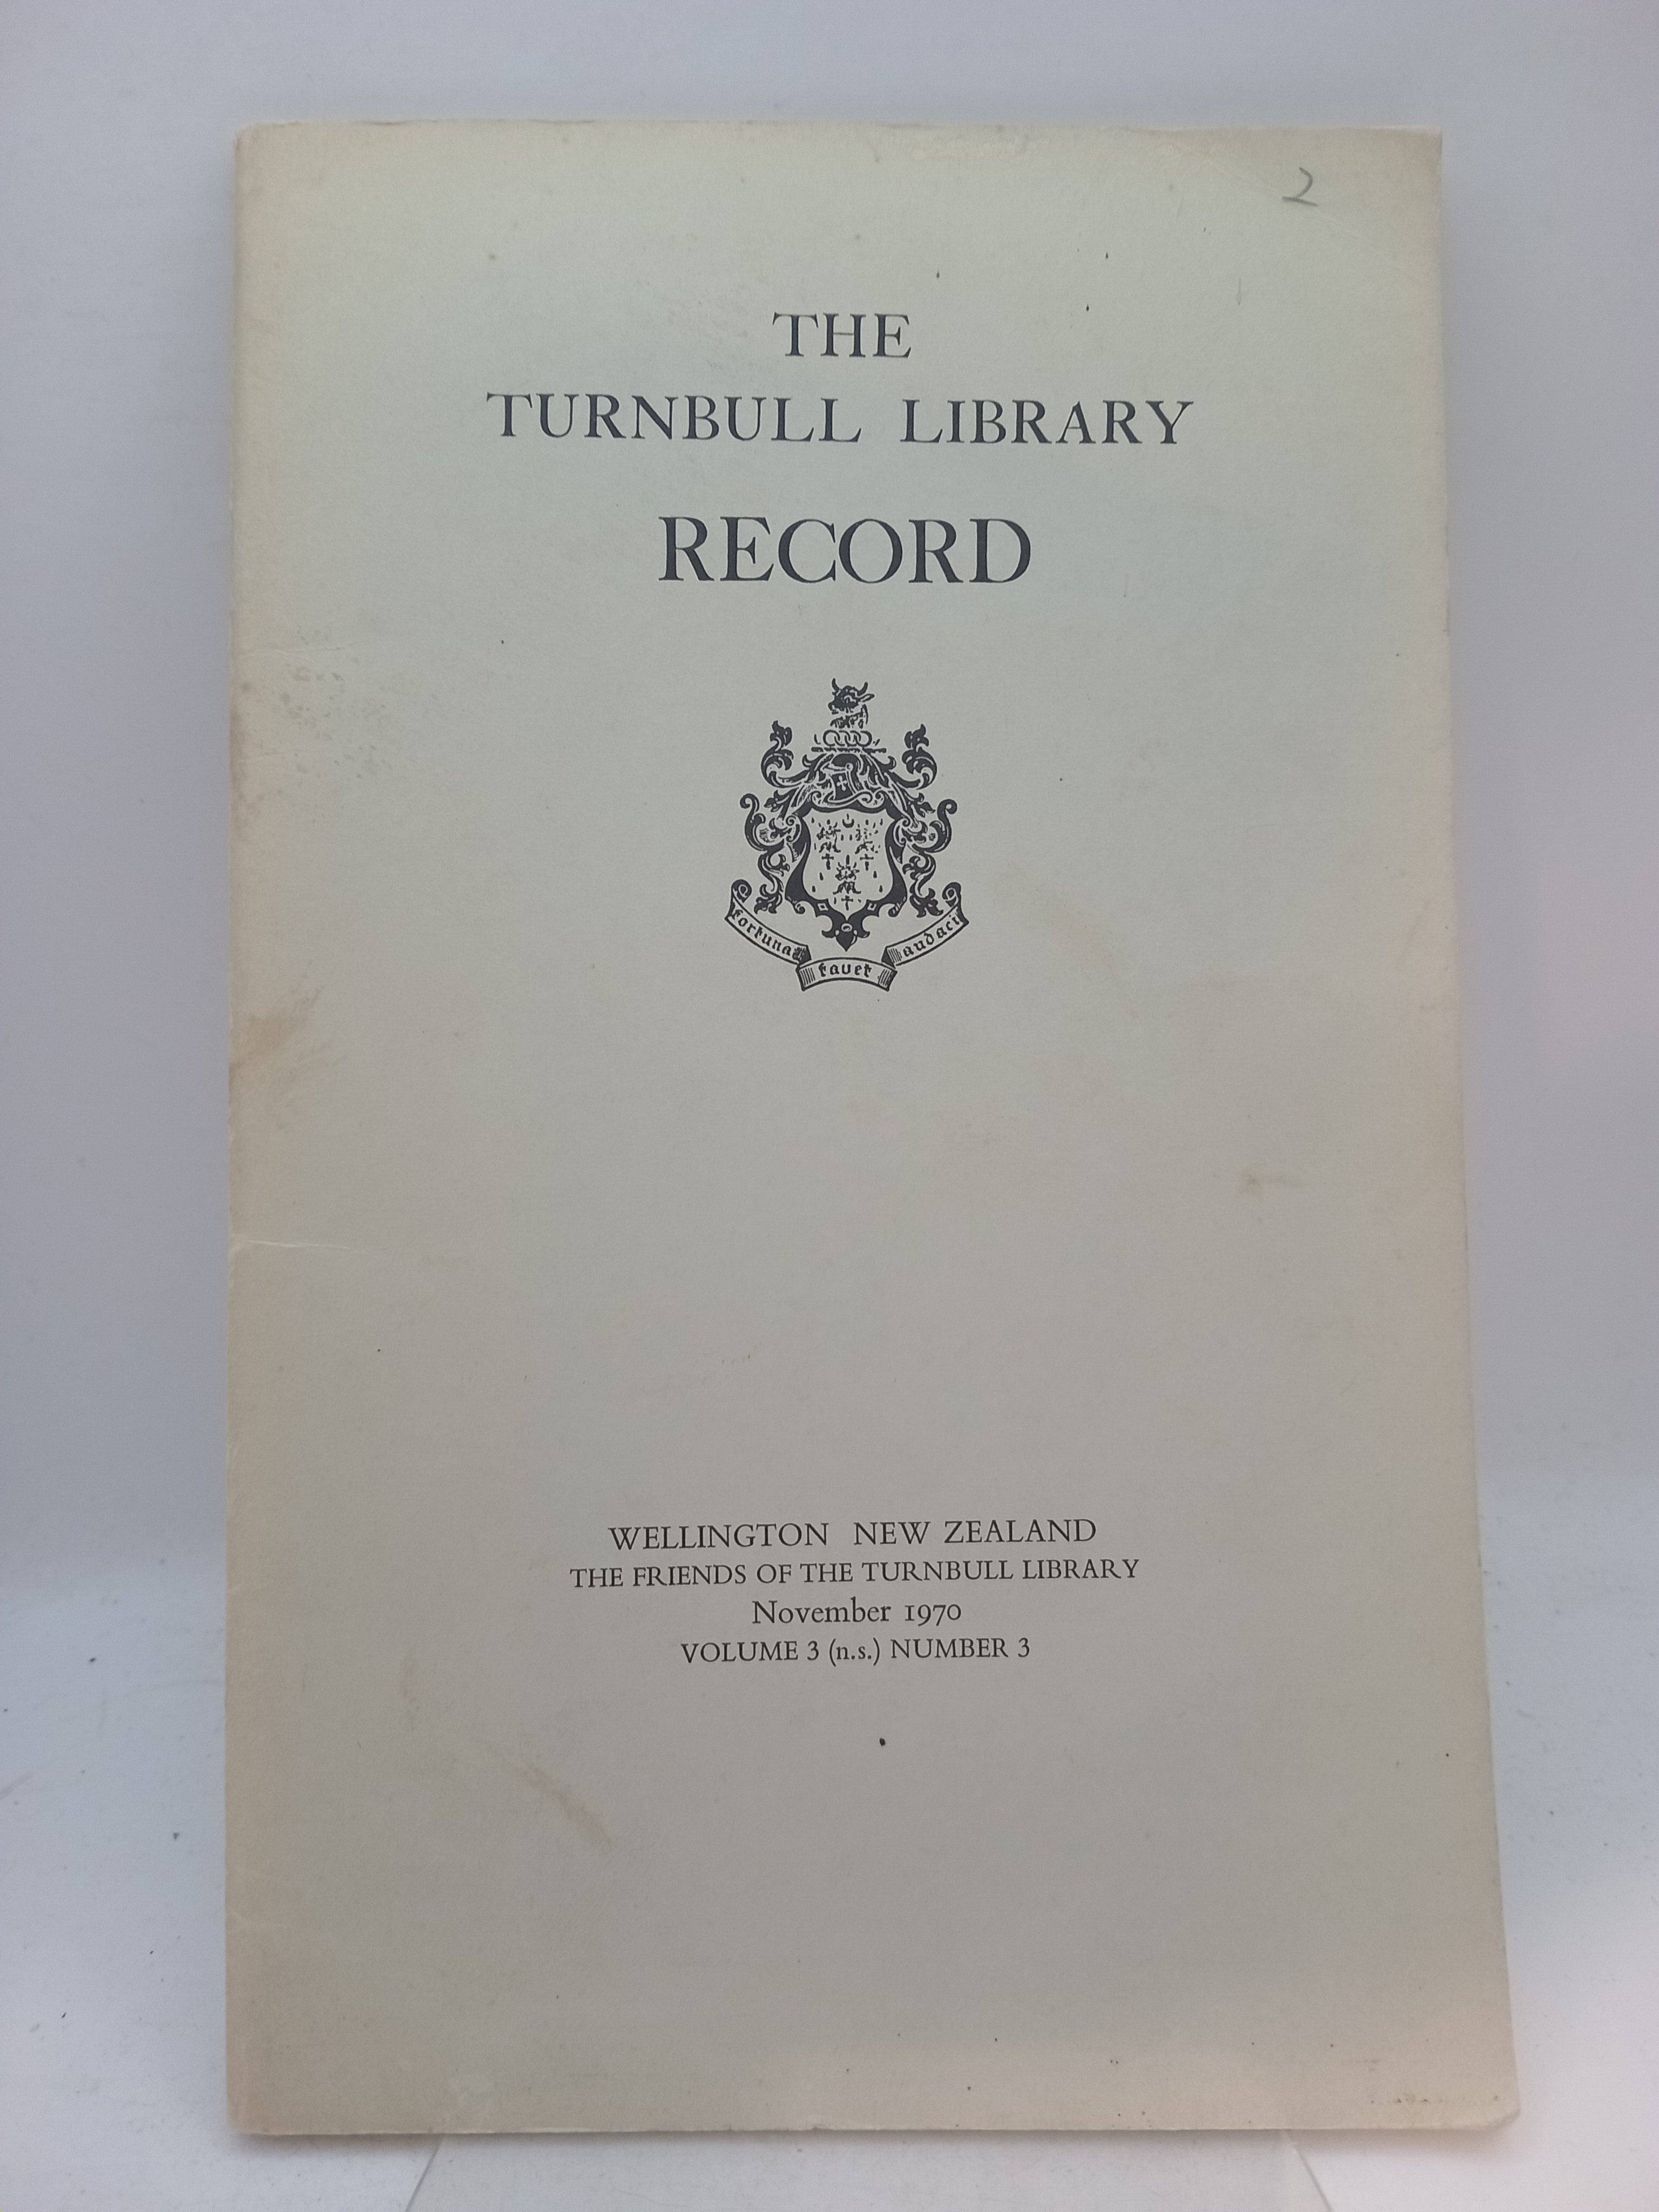 2
THE
TURNBULL LIBRARY
RECORD
fortuna favet audaci
WELLINGTON NEW ZEALAND
THE FRIENDS OF THE TURNBULL LIBRARY
November 1970
VOLUME 3 (n.s.) NUMBER 3